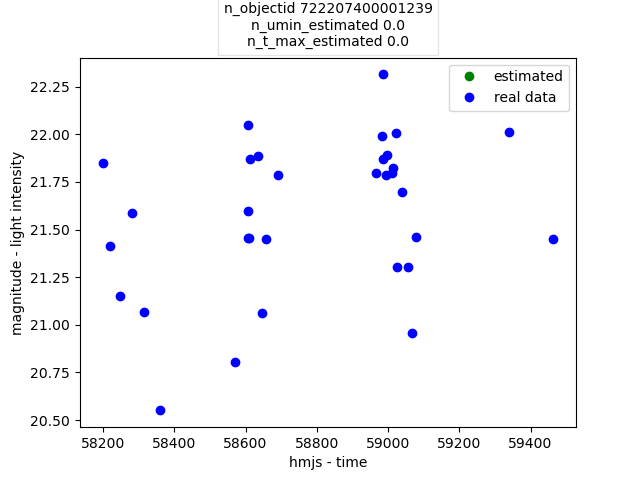 n_objectid 722207400001239
n_umin_estimated 0.0
n_t_max_estimated 0.0
estimated
real data
magnitude - light intensity
22.25
22.00
21.75
21.50
21.25
21.00
20.75
20.50
58200 58400 58600 58800 59000 59200 59400
hmjs - time